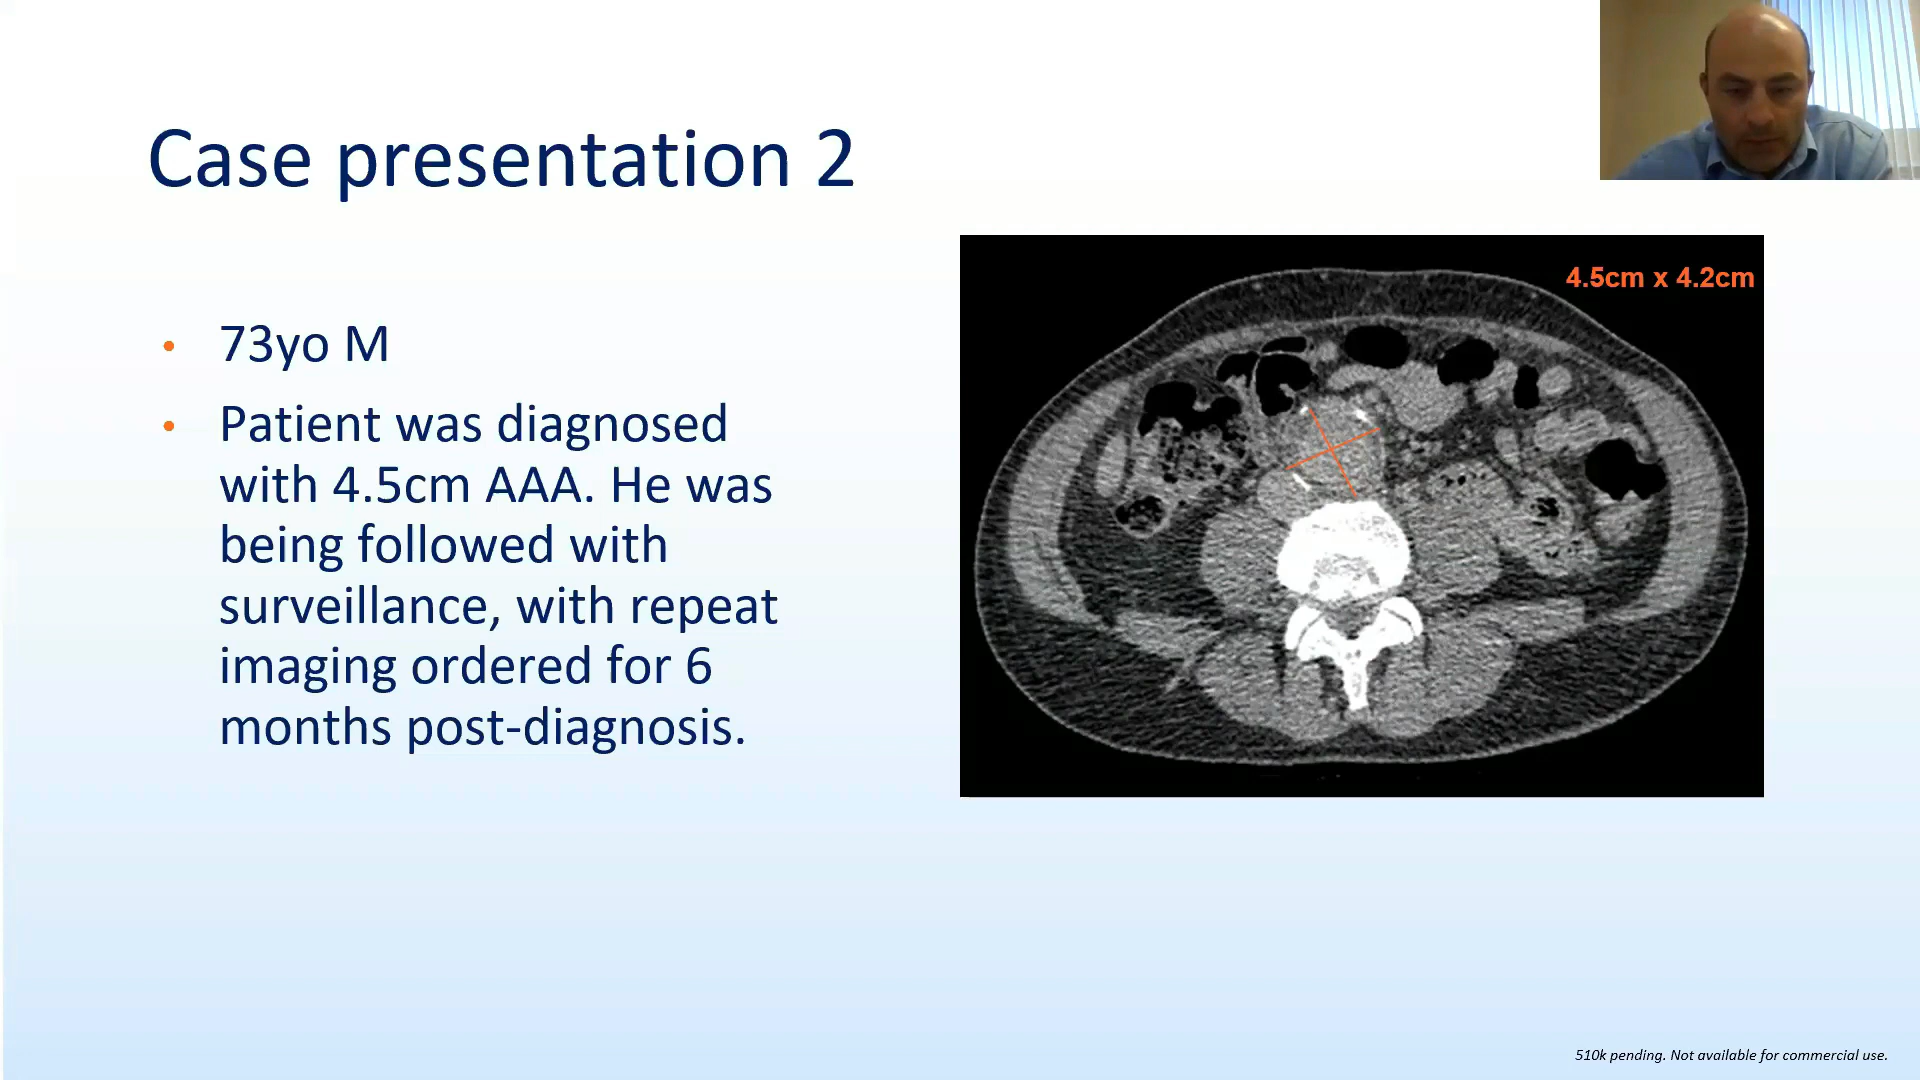 Case presentation 2
4.5cm x 4.2cm
• 73yo M
• Patient was diagnosed
with 4.5cm AAA. He was
being followed with
surveillance, with repeat
imaging ordered for 6
months post-diagnosis.
510k pending. Not available for commercial use.